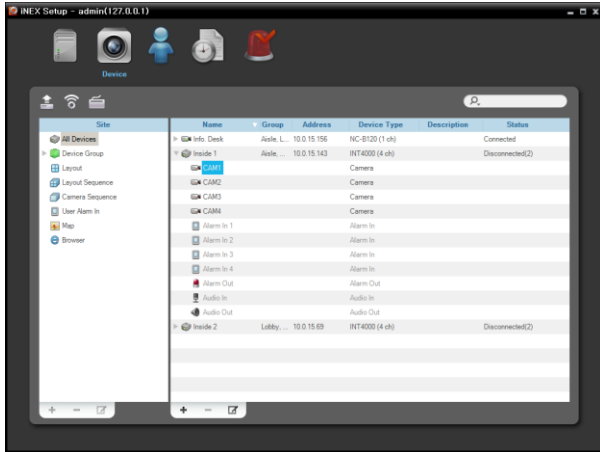 iNEX Setup - admin(127.0.0.1)
Device
Site
All Devices
Device Group
Layout
Layout Sequence
Camera Sequence
User Alarm In
Map
Browser
Name Group Address Device Type Description Status
Info. Desk Aisle, L... 10.0.15.156 NC-B120 (1 ch) Connected
Inside 1 Aisle, ... 10.0.15.143 INT4000 (4 ch) Disconnected(2)
CAM1 Camera
CAM2 Camera
CAM3 Camera
CAM4 Camera
Alarm In 1 Alarm In
Alarm In 2 Alarm In
Alarm In 3 Alarm In
Alarm In 4 Alarm In
Alarm Out Alarm Out
Audio In Audio In
Audio Out Audio Out
Inside 2 Lobby, ... 10.0.15.69 INT4000 (4 ch) Disconnected(2)